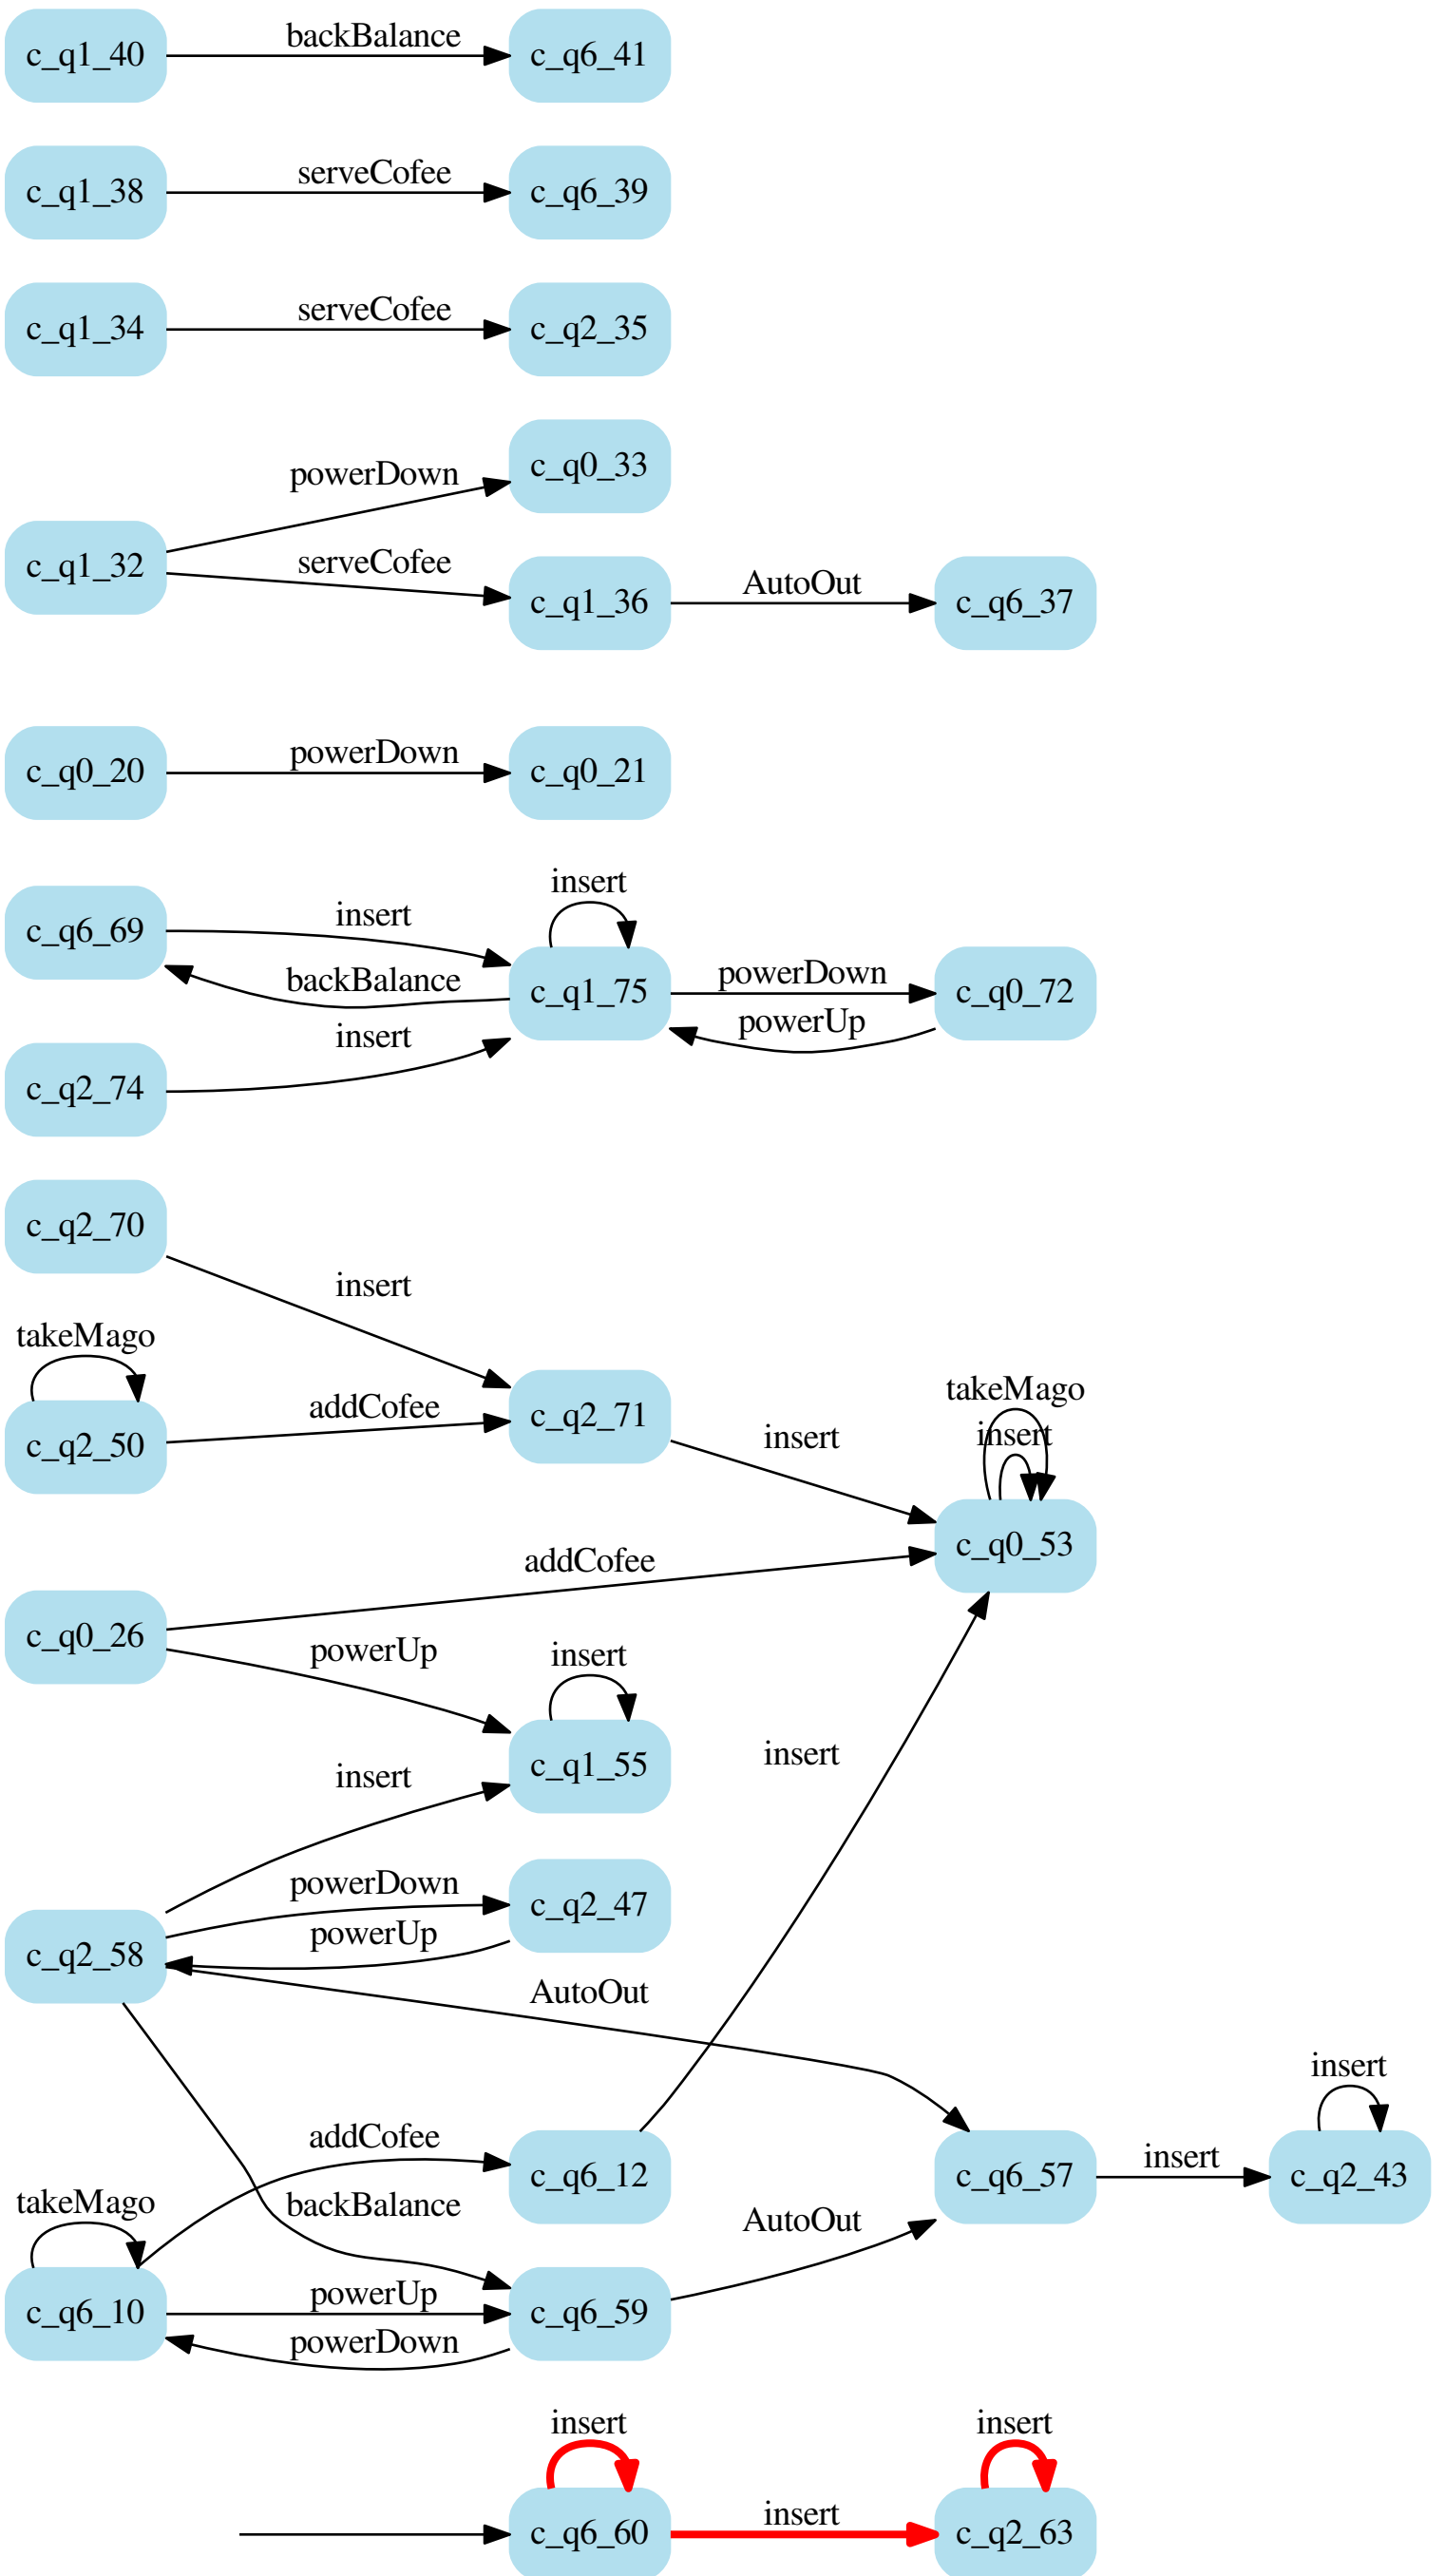 c_q1_40 backBalance c_q6_41
c_q1_38 serveCofee c_q6_39
c_q1_34 serveCofee c_q2_35
c_q0_33
powerDown
c_q1_32 serveCofee c_q1_36 AutoOut c_q6_37
c_q0_20 powerDown c_q0_21
insert
c_q6_69 insert
backBalance c_q1_75 powerDown c_q0_72
powerUp
insert
c_q2_74
c_q2_70
insert
takeMago
c_q2_50 addCofee c_q2_71 insert
takeMago
insert
c_q0_53
addCofee
c_q0_26
powerUp insert
c_q1_55
insert
insert
powerDown c_q2_47
powerUp
c_q2_58
AutoOut
insert
addCofee c_q6_12 c_q6_57 insert c_q2_43
takeMago backBalance AutoOut
c_q6_10 powerUp c_q6_59
powerDown
insert insert
c_q6_60 insert c_q2_63